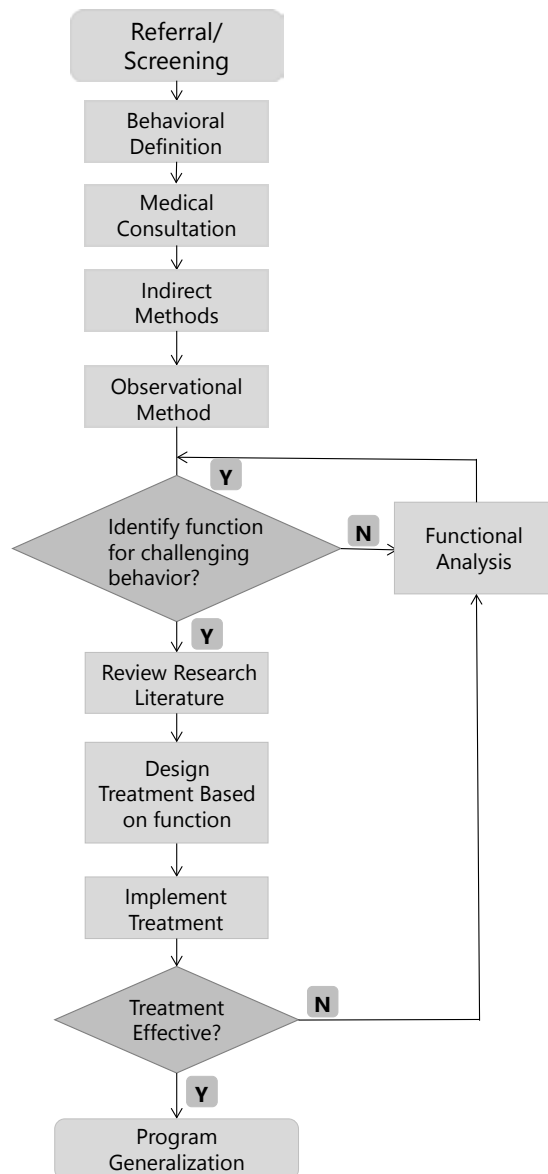 Referral/
Screening
Behavioral
Definition
Medical
Consultation
Indirect
Methods
Observational
Method
Y
Identify function
for challenging
behavior?
N
Functional
Analysis
Y
Review Research
Literature
Design
Treatment Based
on function
Implement
Treatment
Treatment
Effective?
N
Y
Program
Generalization